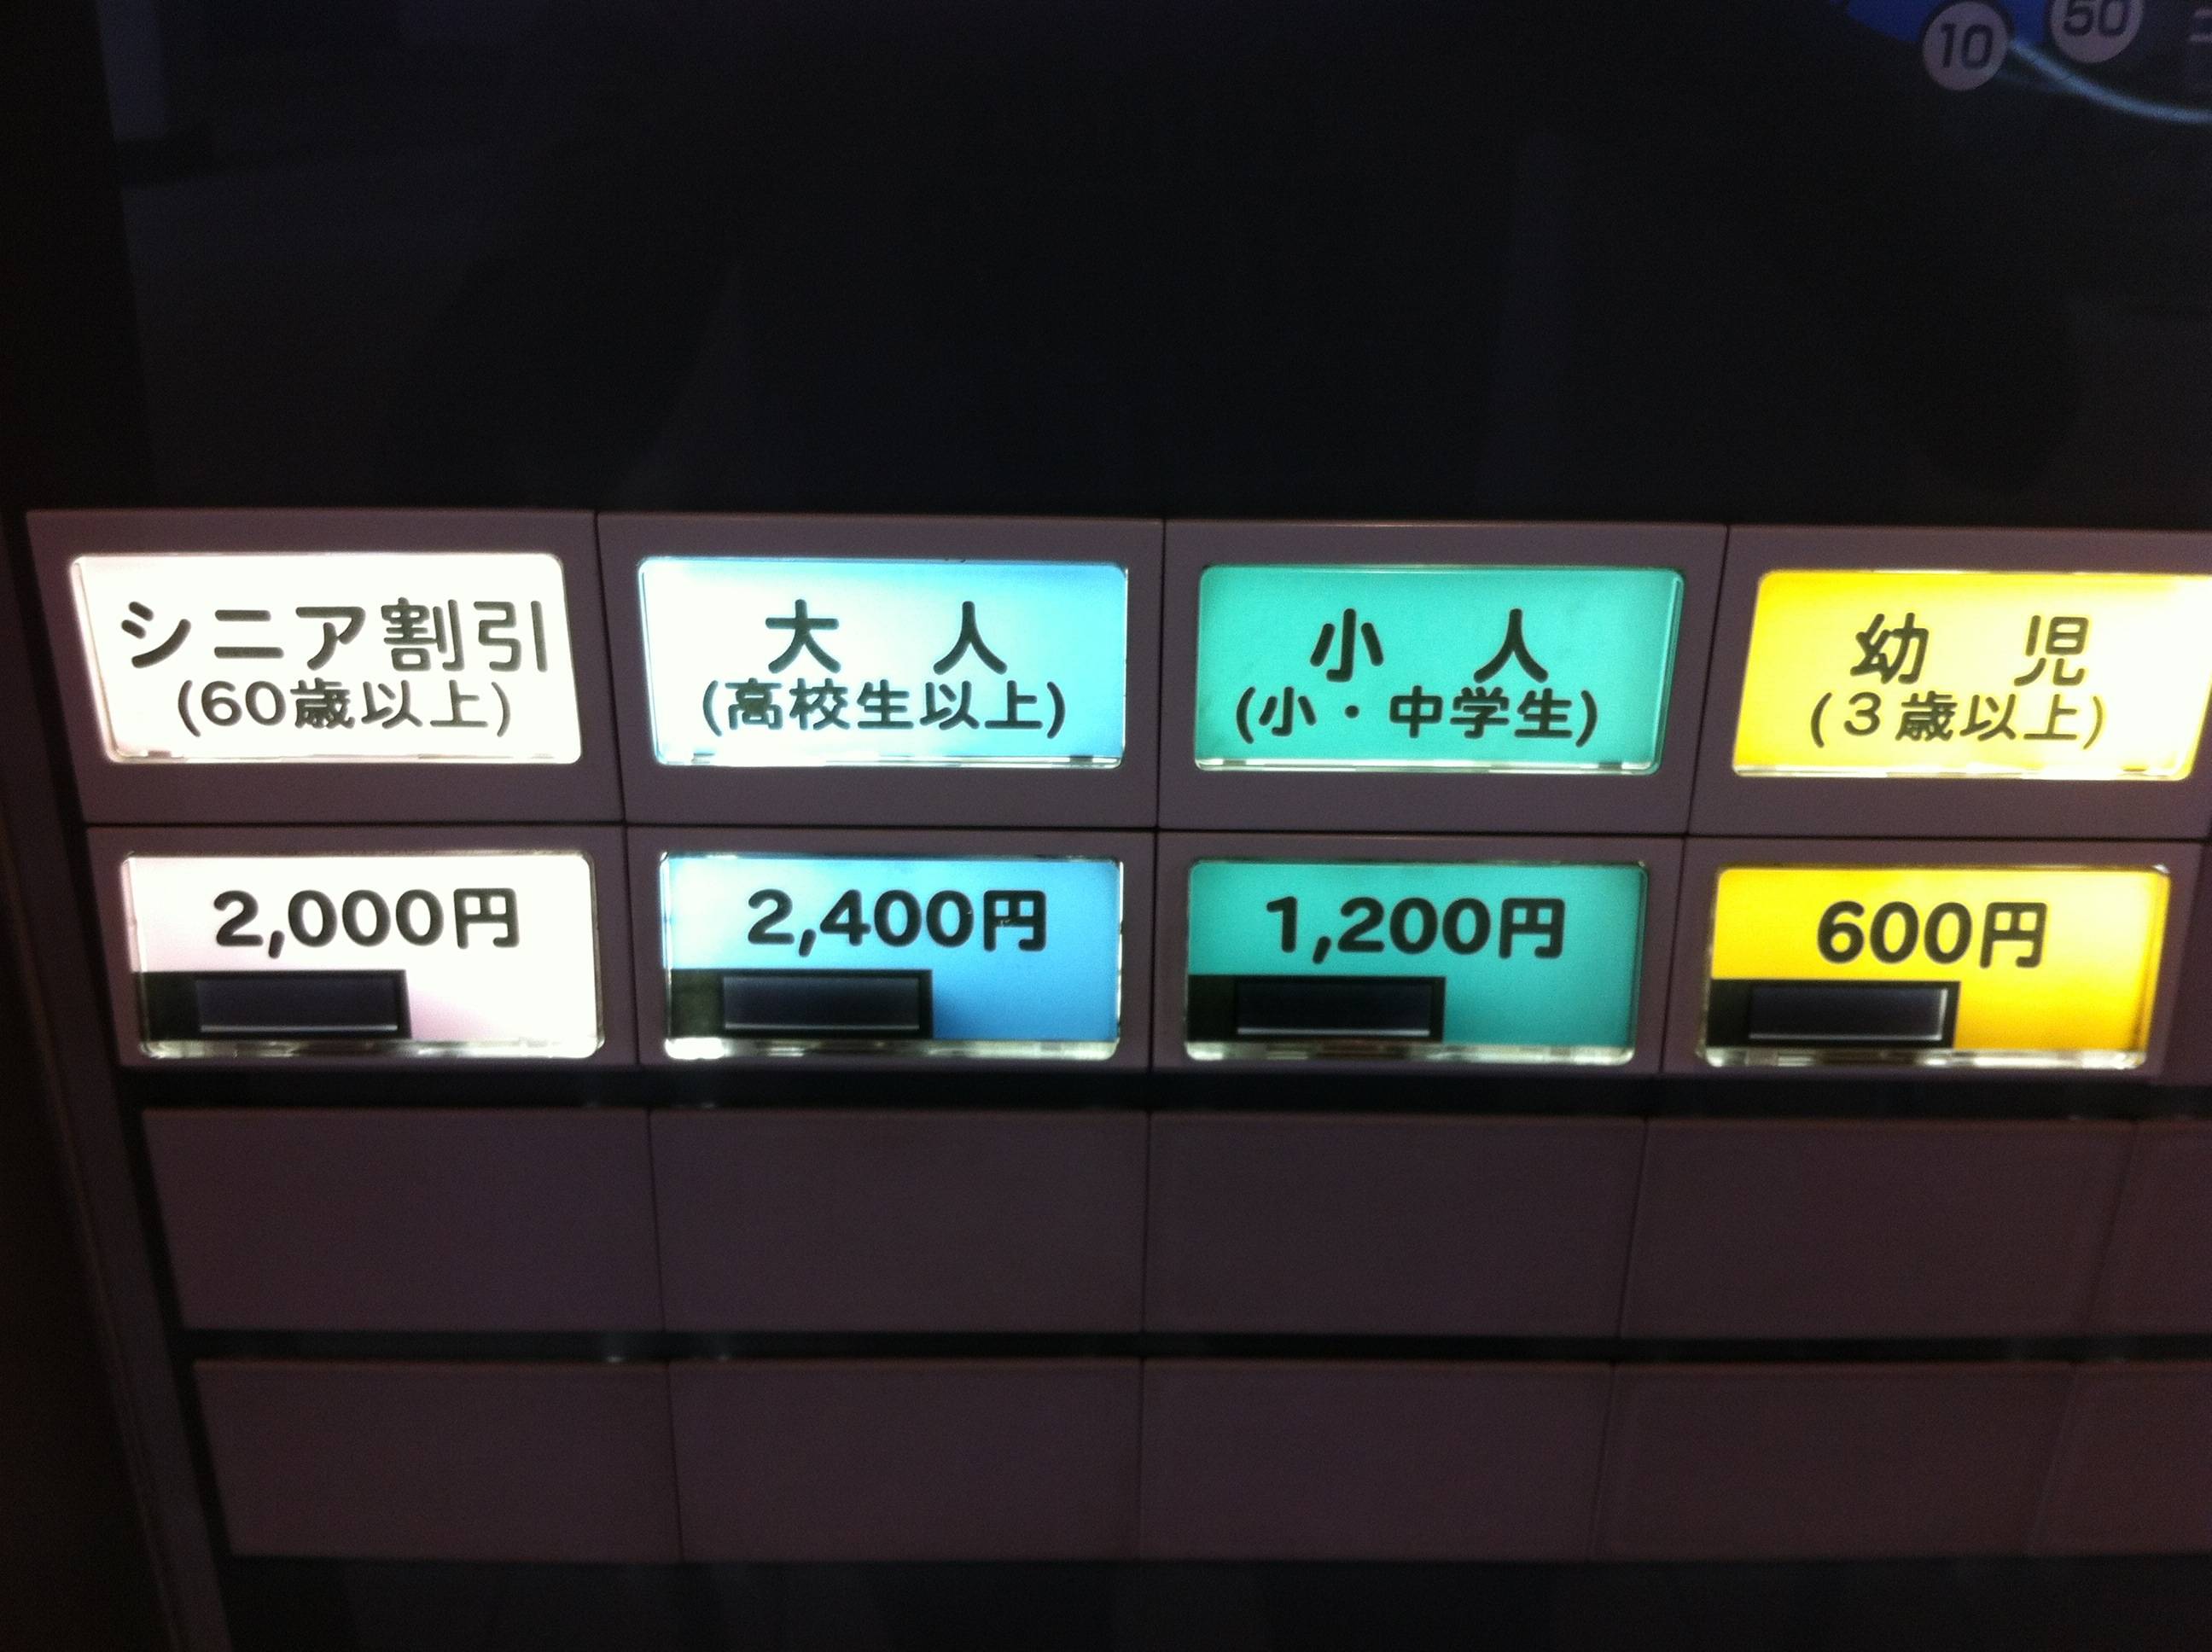 10 50
シニア割引
(60歳以上)
大 人
(高校生以上)
小 人
(小・中学生)
幼 児
(3歳以上)
2,000円
2,400円
1,200円
600円